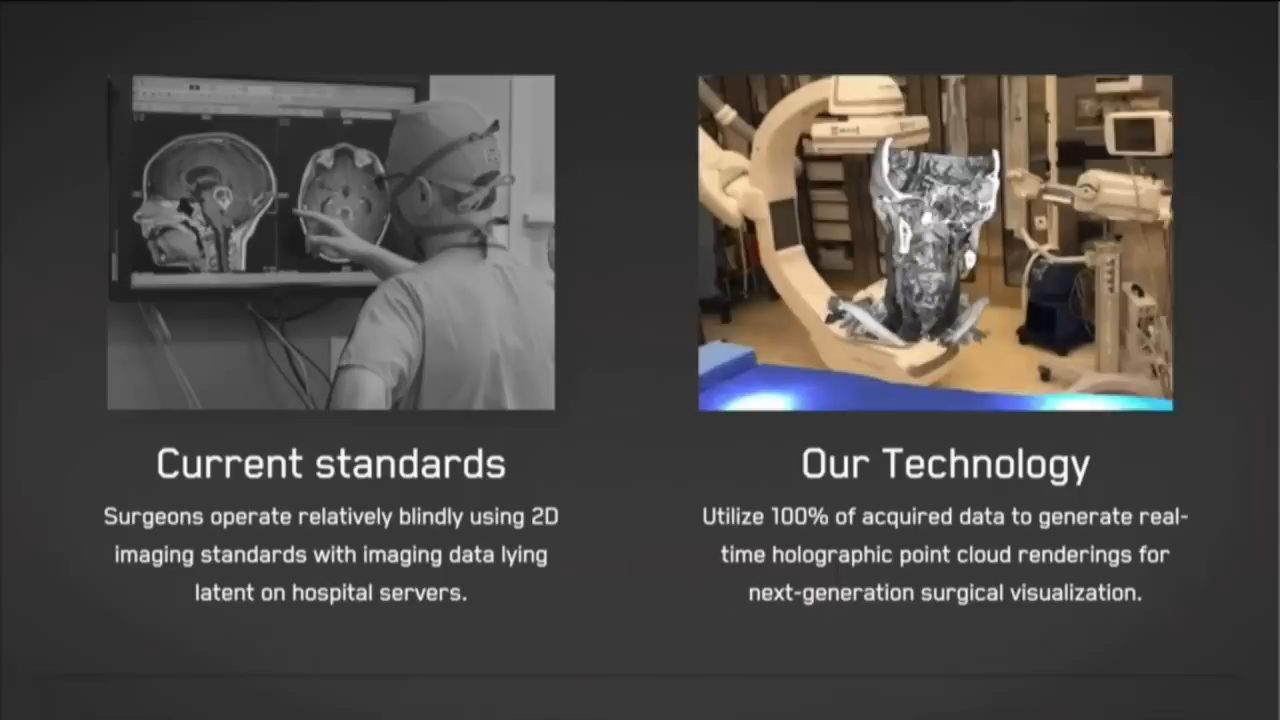 Current standards
Surgeons operate relatively blindly using 2D
imaging standards with imaging data lying
latent on hospital servers.
Our Technology
Utilize 100% of acquired data to generate real-
time holographic point cloud renderings for
next-generation surgical visualization.